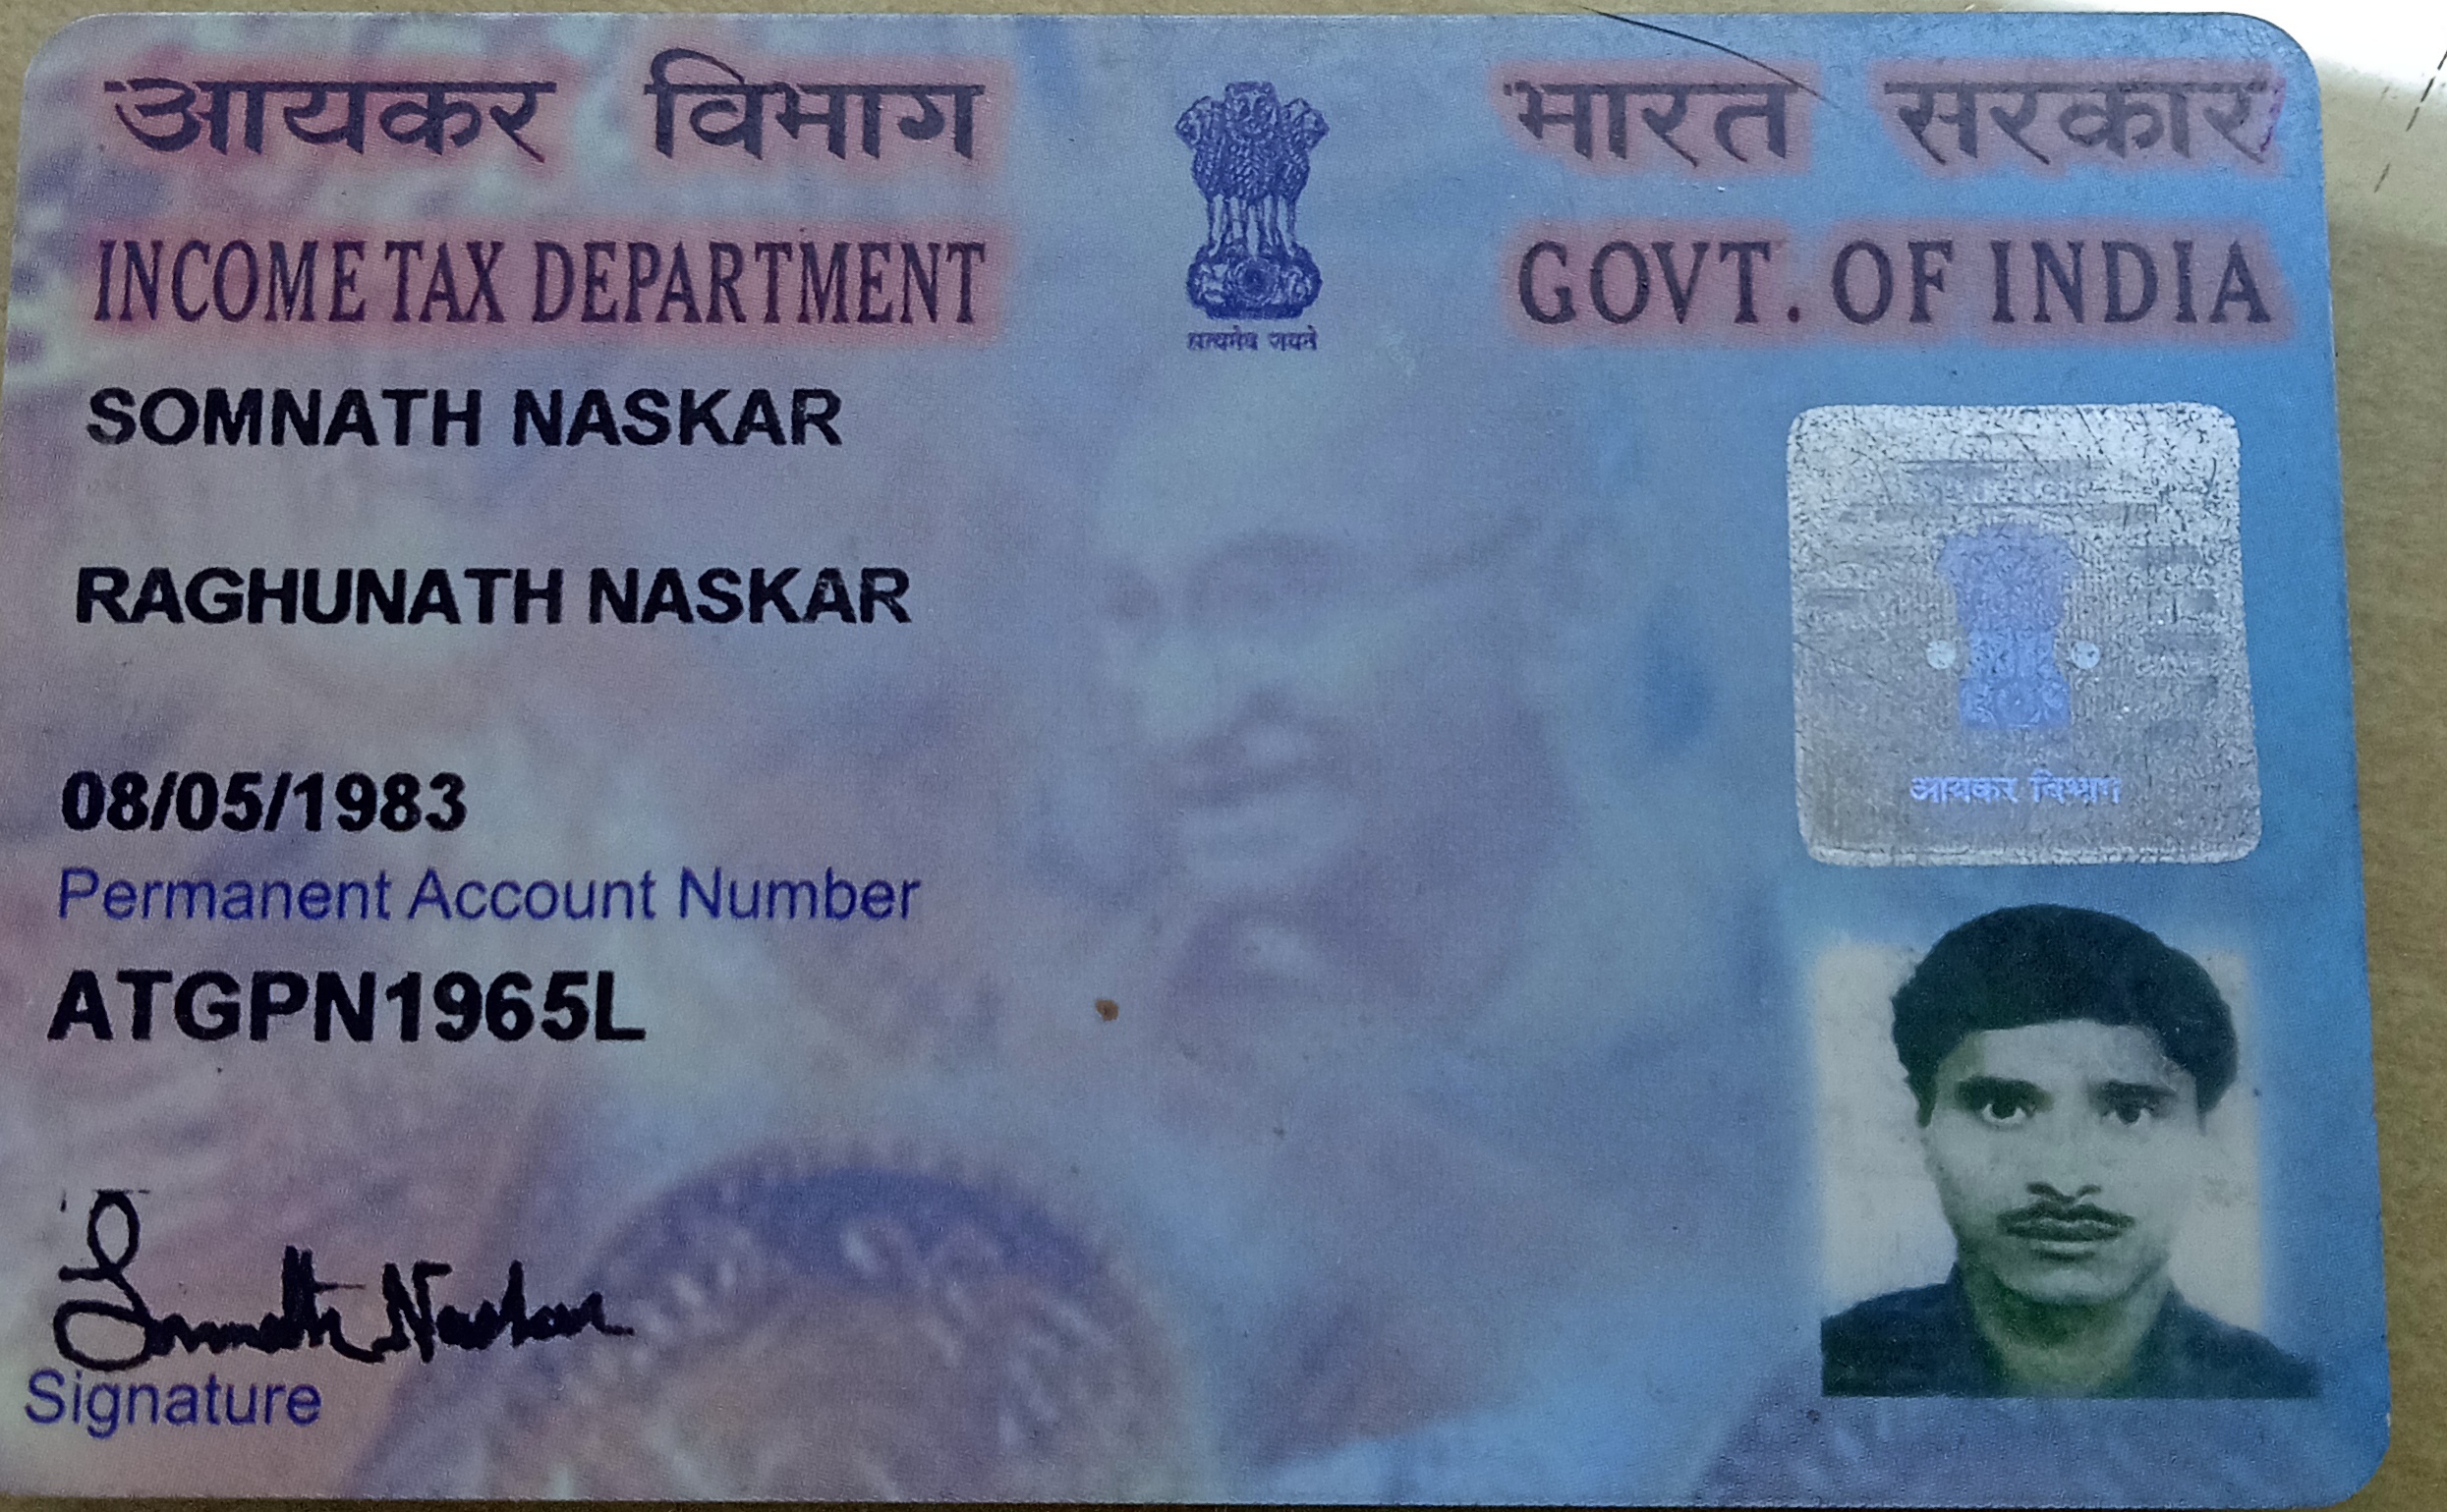 आयकर विभाग
भारत सरकार
INCOME TAX DEPARTMENT
GOVT. OF INDIA
सत्यमेव जयते
SOMNATH NASKAR
RAGHUNATH NASKAR
08/05/1983
Permanent Account Number
ATGPN1965L
आयकर विभाग
Somnath Naskar
Signature